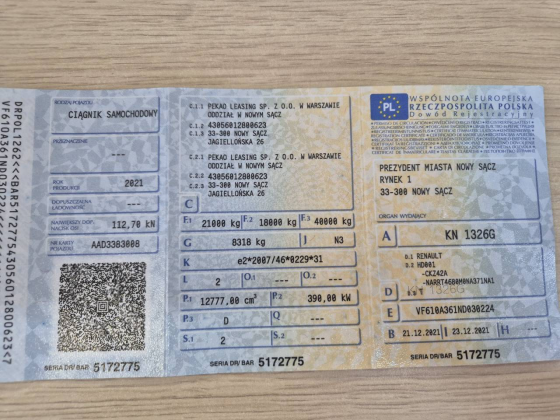 DRPOL1262<<<BAR51727754305601280062 3<7
VF610A361ND030224
RODZAJ POJAZDU
CIĄGNIK SAMOCHODOWY
PRZEZNACZENIE
---
ROK PRODUKCJI
2021
DOPUSZCZALNA ŁADOWNOŚĆ
---
NAJWIĘKSZY DOP. NACISK OSI
112,70 kN
NR KARTY POJAZDU
AAD3383008
SERIA DR/BAR 5172775
C.1.1 PEKAO LEASING SP. Z O.O. W WARSZAWIE
ODDZIAŁ W NOWYM SĄCZ
C.1.2 43056012800623
C.1.3 33-300 NOWY SĄCZ
JAGIELLOŃSKA 26
C.2.1 PEKAO LEASING SP. Z O.O. W WARSZAWIE
ODDZIAŁ W NOWYM SĄCZ
C.2.2 43056012800623
C.2.3 33-300 NOWY SĄCZ
JAGIELLOŃSKA 26
C
F.1 21000 kg F.2 18000 kg F.3 40000 kg
G 8318 kg J N3
K e2*2007/46*0229*31
L 2 O.1 --- O.2 ---
P.1 12777,00 cm³ P.2 390,00 kW
P.3 D Q ---
S.1 2 S.2 ---
SERIA DR/BAR 5172775
PL
WSPÓLNOTA EUROPEJSKA
RZECZPOSPOLITA POLSKA
Dowód Rejestracyjny
PREZYDENT MIASTA NOWY SĄCZ
RYNEK 1
33-300 NOWY SĄCZ
ORGAN WYDAJĄCY
A KN 1326G
D.1 RENAULT
D.2 HD001
-CKZ42A
-NARRT4680M0NA371NA1
D D.3 T
E VF610A361ND030224
B 21.12.2021 I 23.12.2021 H ---
SERIA DR/BAR 5172775